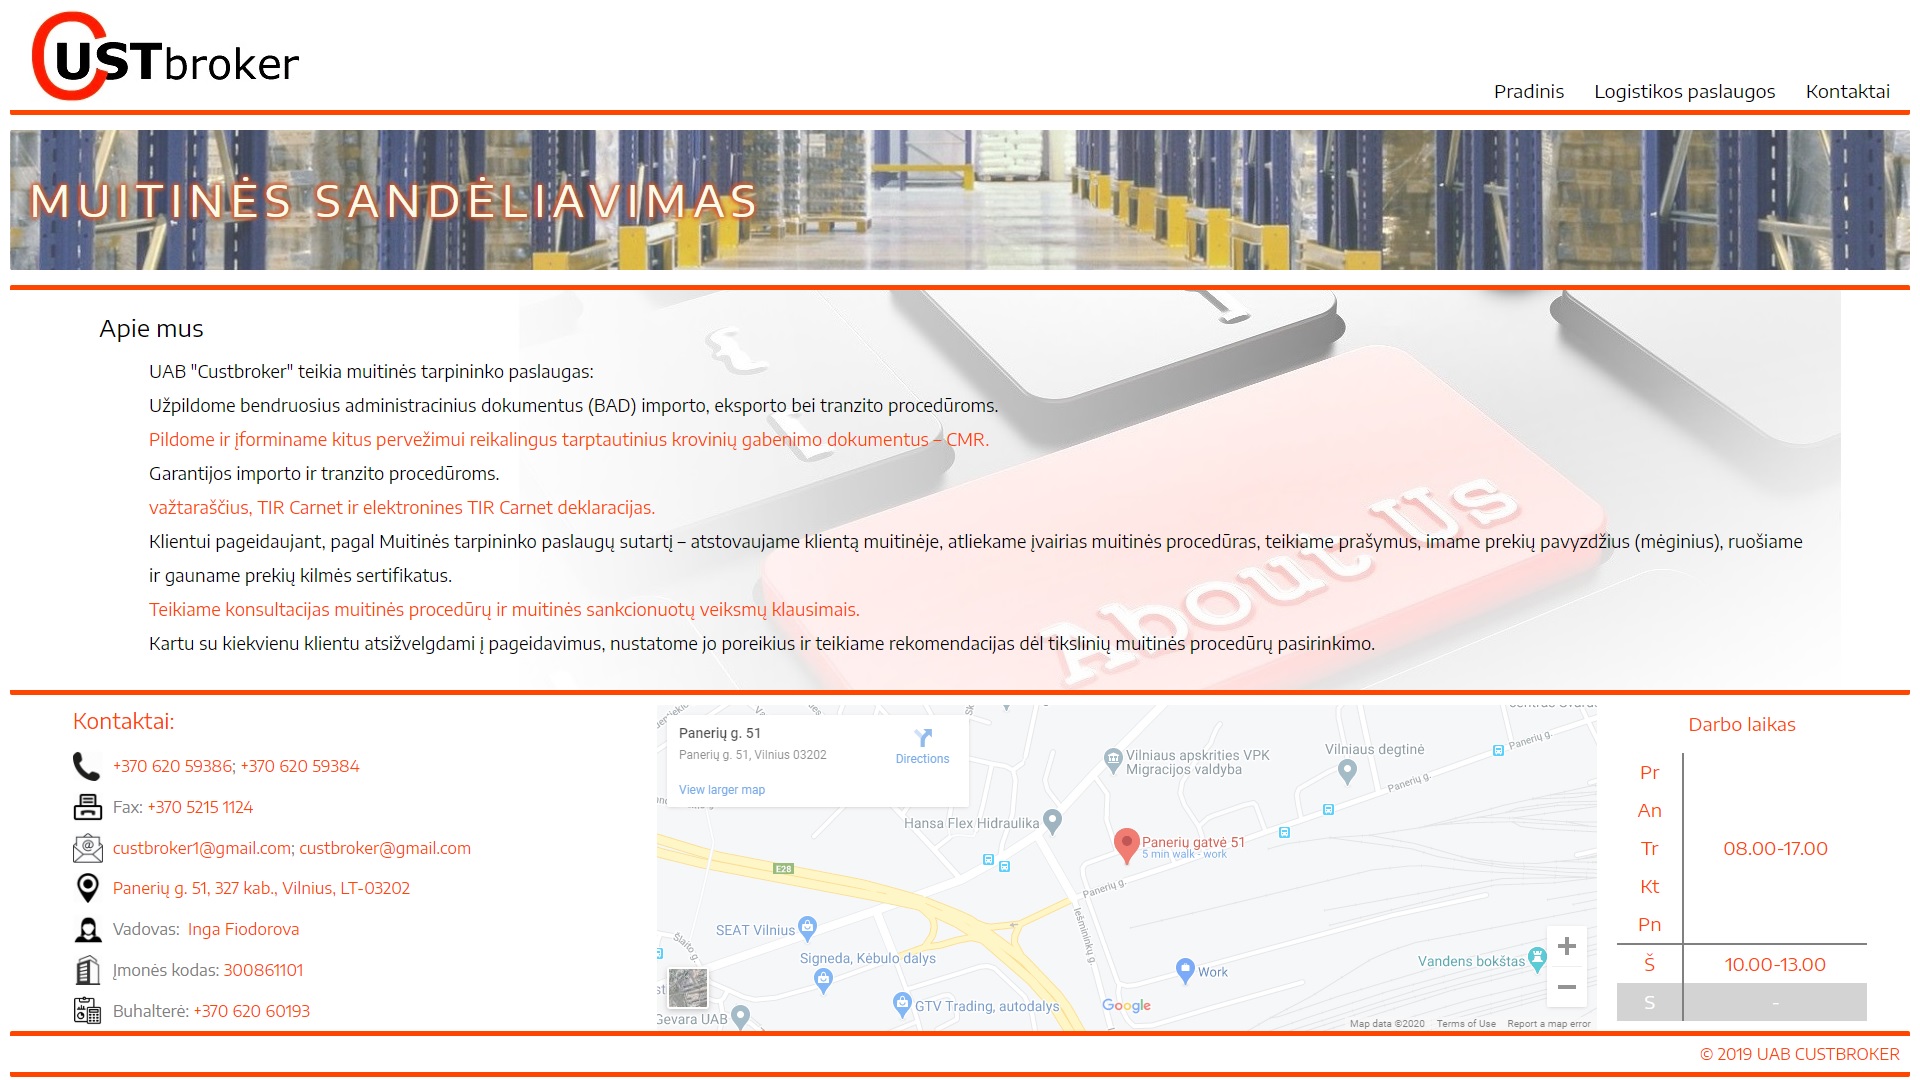 CUSTbroker
Pradinis Logistikos paslaugos Kontaktai
MUITINĖS SANDĖLIAVIMAS
Apie mus
UAB "Custbroker" teikia muitinės tarpininko paslaugas:
Užpildome bendruosius administracinius dokumentus (BAD) importo, eksporto bei tranzito procedūroms.
Pildome ir įforminame kitus pervežimui reikalingus tarptautinius krovinių gabenimo dokumentus – CMR.
Garantijos importo ir tranzito procedūroms.
važtaraščius, TIR Carnet ir elektronines TIR Carnet deklaracijas.
Klientui pageidaujant, pagal Muitinės tarpininko paslaugų sutartį – atstovaujame klientą muitinėje, atliekame įvairias muitinės procedūras, teikiame prašymus, imame prekių pavyzdžius (mėginius), ruošiame
ir gauname prekių kilmės sertifikatus.
Teikiame konsultacijas muitinės procedūrų ir muitinės sankcionuotų veiksmų klausimais.
Kartu su kiekvienu klientu atsižvelgdami į pageidavimus, nustatome jo poreikius ir teikiame rekomendacijas dėl tikslinių muitinės procedūrų pasirinkimo.
About Us
Kontaktai:
+370 620 59386; +370 620 59384
Fax: +370 5215 1124
custbroker1@gmail.com; custbroker@gmail.com
Panerių g. 51, 327 kab., Vilnius, LT-03202
Vadovas: Inga Fiodorova
Įmonės kodas: 300861101
Buhalterė: +370 620 60193
Panerių g. 51
Panerių g. 51, Vilnius 03202
Directions
View larger map
Vilniaus apskrities VPK
Migracijos valdyba
Vilniaus degtinė
Panerių g.
Panerių g.
Hansa Flex Hidraulika
Panerių gatvė 51
5 min walk - work
E28
Panerių g.
Iešmininkų g.
SEAT Vilnius
Šlaito g.
Signeda, Kėbulo dalys
Work
Vandens bokštas
GTV Trading, autodalys
Gevara UAB
Google
Map data ©2020 Terms of Use Report a map error
Darbo laikas
Pr
An
Tr 08.00-17.00
Kt
Pn
Š 10.00-13.00
S -
© 2019 UAB CUSTBROKER